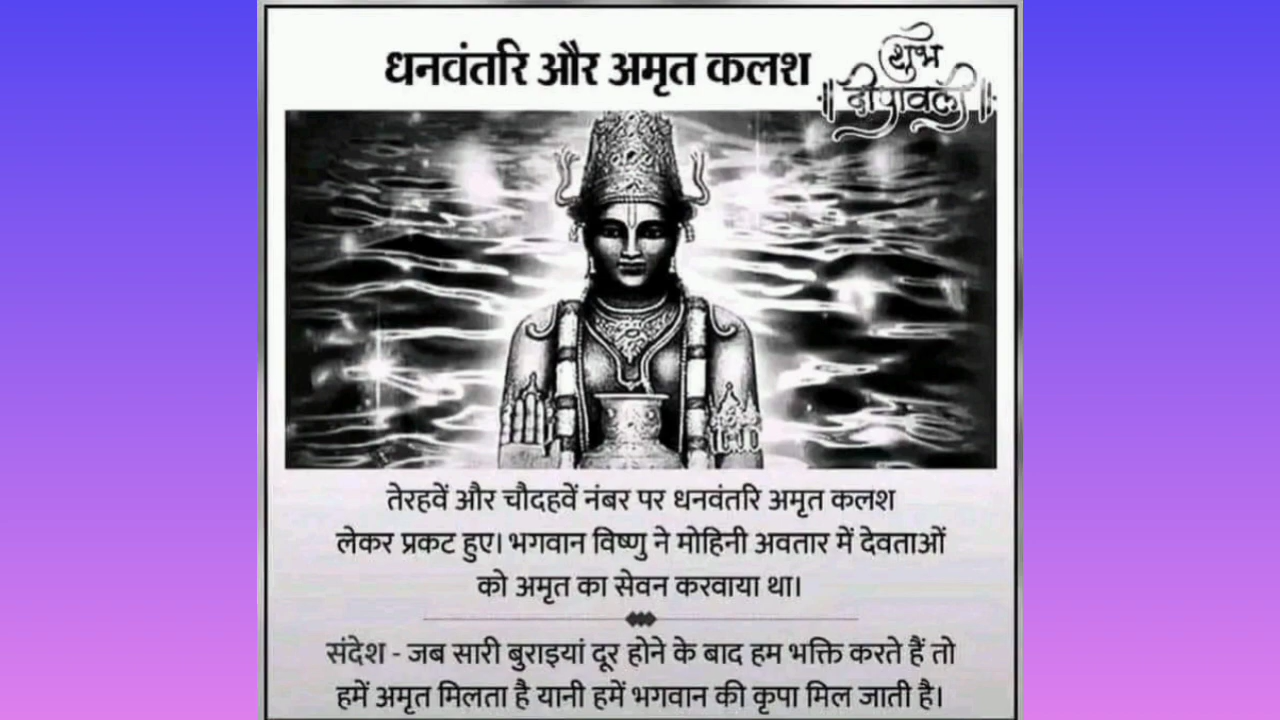 धनवंतरि और अमृत कलश
शुभ
दीपावली
तेरहवें और चौदहवें नंबर पर धनवंतरि अमृत कलश
लेकर प्रकट हुए। भगवान विष्णु ने मोहिनी अवतार में देवताओं
को अमृत का सेवन करवाया था।
संदेश - जब सारी बुराइयां दूर होने के बाद हम भक्ति करते हैं तो
हमें अमृत मिलता है यानी हमें भगवान की कृपा मिल जाती है।